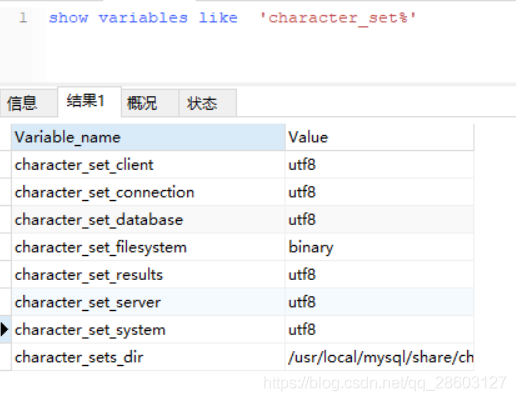 1 show variables like 'character_set%'
信息 结果1 概况 状态
Variable_name Value
character_set_client utf8
character_set_connection utf8
character_set_database utf8
character_set_filesystem binary
character_set_results utf8
character_set_server utf8
character_set_system utf8
character_sets_dir /usr/local/mysql/share/ch
https://blog.csdn.net/qq_28603127